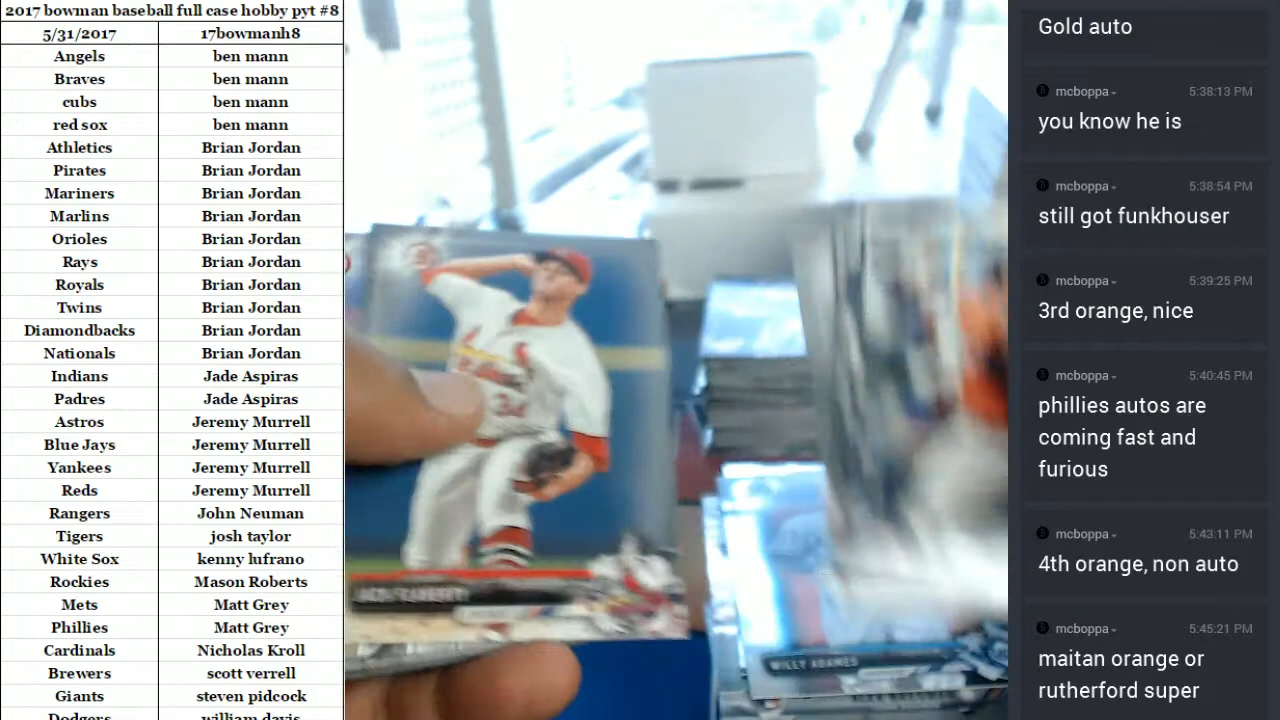 2017 bowman baseball full case hobby pyt #8
5/31/2017 17bowmanh8
Angels ben mann
Braves ben mann
cubs ben mann
red sox ben mann
Athletics Brian Jordan
Pirates Brian Jordan
Mariners Brian Jordan
Marlins Brian Jordan
Orioles Brian Jordan
Rays Brian Jordan
Royals Brian Jordan
Twins Brian Jordan
Diamondbacks Brian Jordan
Nationals Brian Jordan
Indians Jade Aspiras
Padres Jade Aspiras
Astros Jeremy Murrell
Blue Jays Jeremy Murrell
Yankees Jeremy Murrell
Reds Jeremy Murrell
Rangers John Neuman
Tigers josh taylor
White Sox kenny lufrano
Rockies Mason Roberts
Mets Matt Grey
Phillies Matt Grey
Cardinals Nicholas Kroll
Brewers scott verrell
Giants steven pidcock
Dodgers william davis
JACK FLAHERTY
34
WILLY ADAMES
Gold auto
mcboppa 5:38:13 PM
you know he is
mcboppa 5:38:54 PM
still got funkhouser
mcboppa 5:39:25 PM
3rd orange, nice
mcboppa 5:40:45 PM
phillies autos are
coming fast and
furious
mcboppa 5:43:11 PM
4th orange, non auto
mcboppa 5:45:21 PM
maitan orange or
rutherford super